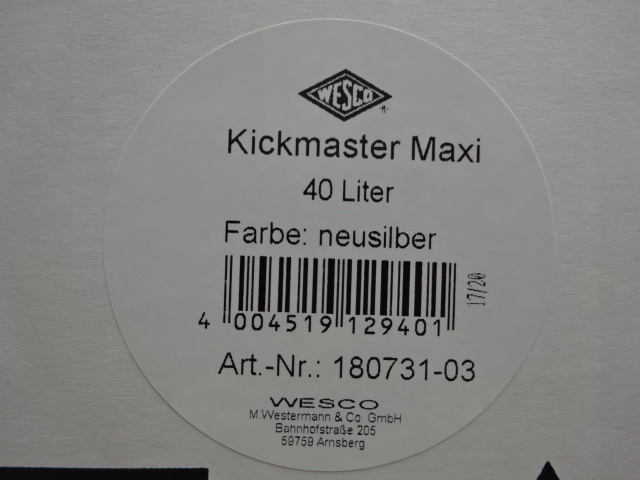 WESCO
Kickmaster Maxi
40 Liter
Farbe: neusilber
17/20
4 004519 129401
Art.-Nr.: 180731-03
WESCO
M.Westermann & Co. GmbH
Bahnhofstraße 205
59759 Arnsberg